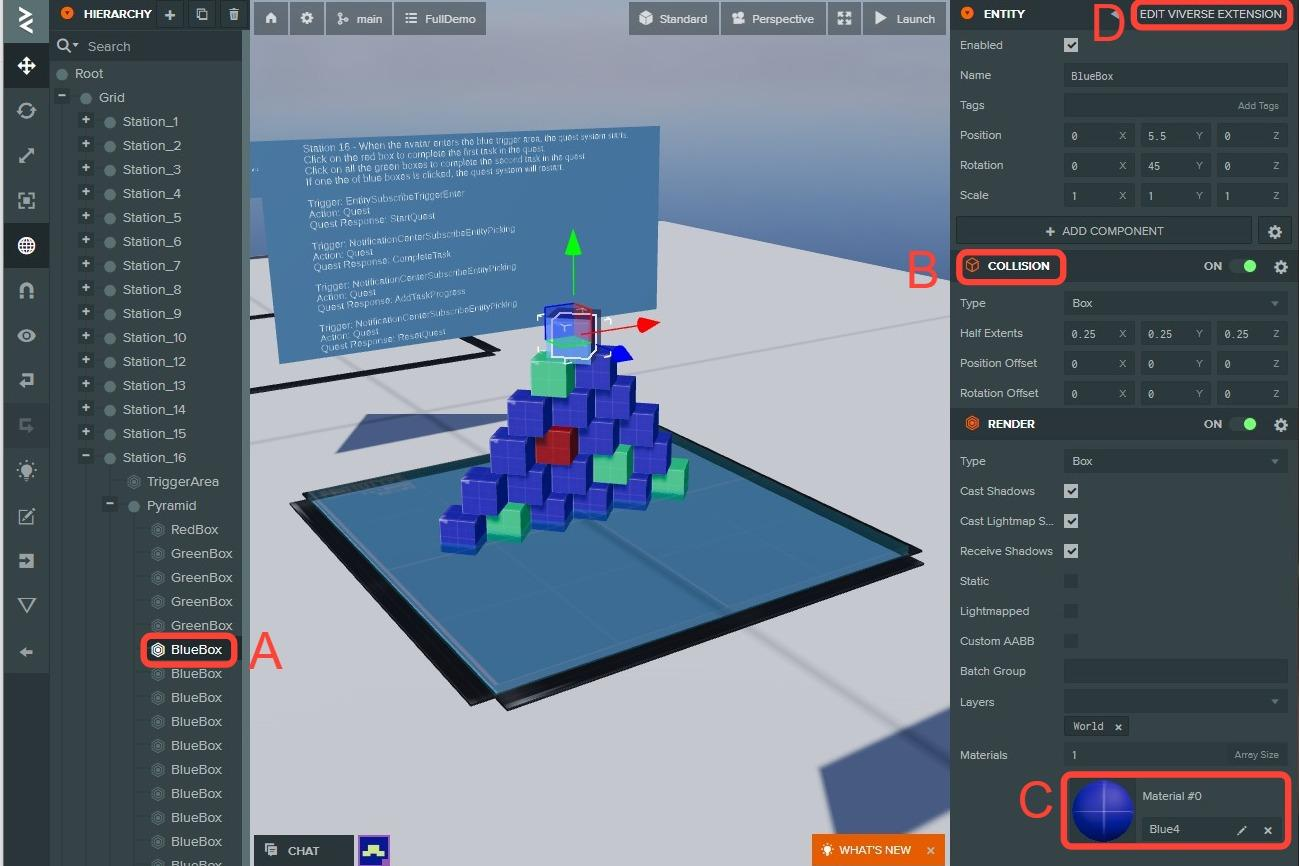 HIERARCHY
Search
Root
Grid
Station_1
Station_2
Station_3
Station_4
Station_5
Station_6
Station_7
Station_8
Station_9
Station_10
Station_12
Station_13
Station_14
Station_15
Station_16
TriggerArea
Pyramid
RedBox
GreenBox
GreenBox
GreenBox
GreenBox
BlueBox
A
BlueBox
BlueBox
BlueBox
BlueBox
BlueBox
BlueBox
BlueBox
BlueBox
BlueBox
main
FullDemo
Standard
Perspective
Launch
Station 16 - When the avatar enters the blue trigger area, the quest system starts.
Click on the red box to complete the first task in the quest.
Click on all the green boxes to complete the second task in the quest
If one the of blue boxes is clicked, the quest system will restart.
Trigger: EntitySubscribeTriggerEnter
Action: Quest
Quest Response: StartQuest
Trigger: NotificationCenterSubscribeEntityPicking
Action: Quest
Quest Response: CompleteTask
Trigger: NotificationCenterSubscribeEntityPicking
Action: Quest
Quest Response: AddTaskProgress
Trigger: NotificationCenterSubscribeEntityPicking
Action: Quest
Quest Response: ResetQuest
CHAT
WHAT'S NEW ×
ENTITY
D
EDIT VIVERSE EXTENSION
Enabled
Name BlueBox
Tags Add Tags
Position 0 X 5.5 Y 0 Z
Rotation 0 X 45 Y 0 Z
Scale 1 X 1 Y 1 Z
+ ADD COMPONENT
B
COLLISION ON
Type Box
Half Extents 0.25 X 0.25 Y 0.25 Z
Position Offset 0 X 0 Y 0 Z
Rotation Offset 0 X 0 Y 0 Z
RENDER ON
Type Box
Cast Shadows
Cast Lightmap S...
Receive Shadows
Static
Lightmapped
Custom AABB
Batch Group
Layers
World ×
Materials 1 Array Size
C
Material #0
Blue4 ×